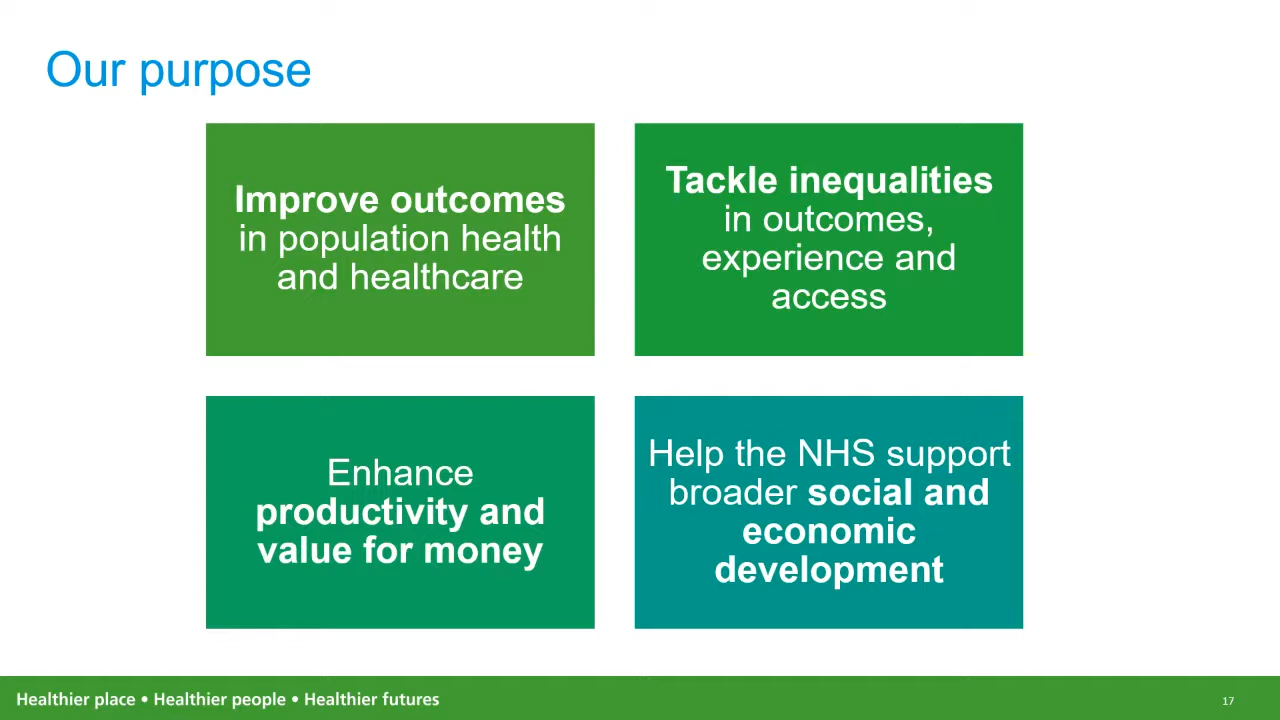 Our purpose
Improve outcomes
in population health
and healthcare
Tackle inequalities
in outcomes,
experience and
access
Enhance
productivity and
value for money
Help the NHS support
broader social and
economic
development
Healthier place • Healthier people • Healthier futures
17